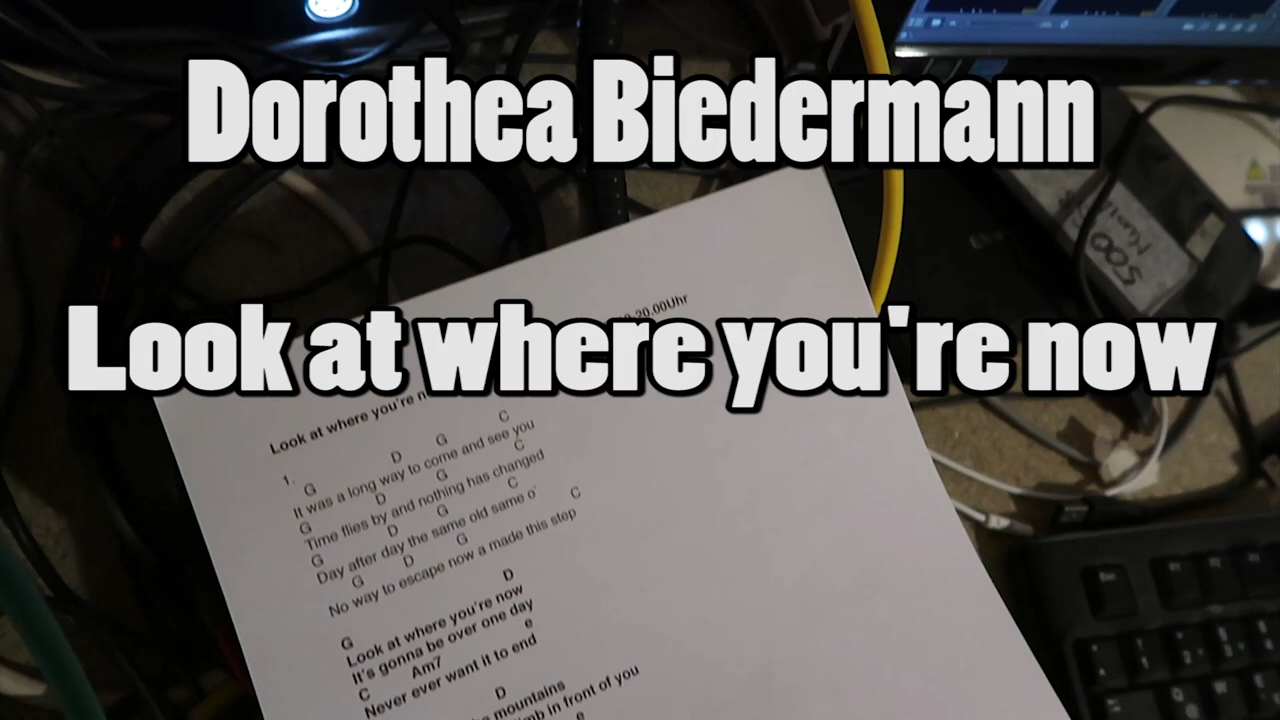 Dorothea Biedermann
Look at where you're now
20.00Uhr
Look at where you're
1.
G D G C
It was a long way to come and see you
G D G C
Time flies by and nothing has changed
G D G C
Day after day the same old same o'
G D G C
No way to escape now a made this step
G D
Look at where you're now
It's gonna be over one day
C Am7 e
Never ever want it to end
D
mountains
in front of you
e
500